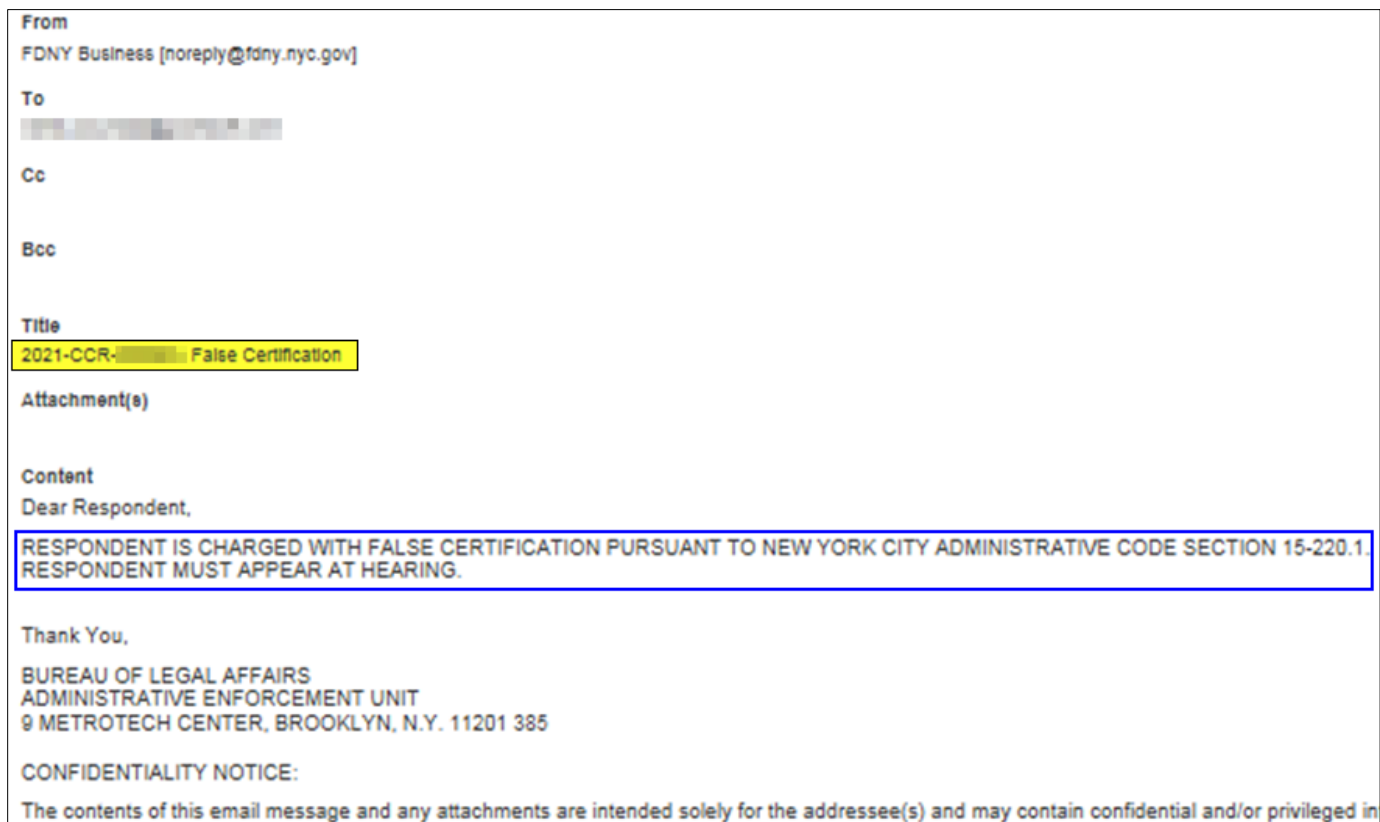 From
FDNY Business [noreply@fdny.nyc.gov]
To
Cc
Bcc
Title
2021-CCR- False Certification
Attachment(s)
Content
Dear Respondent,
RESPONDENT IS CHARGED WITH FALSE CERTIFICATION PURSUANT TO NEW YORK CITY ADMINISTRATIVE CODE SECTION 15-220.1.
RESPONDENT MUST APPEAR AT HEARING.
Thank You,
BUREAU OF LEGAL AFFAIRS
ADMINISTRATIVE ENFORCEMENT UNIT
9 METROTECH CENTER, BROOKLYN, N.Y. 11201 385
CONFIDENTIALITY NOTICE:
The contents of this email message and any attachments are intended solely for the addressee(s) and may contain confidential and/or privileged